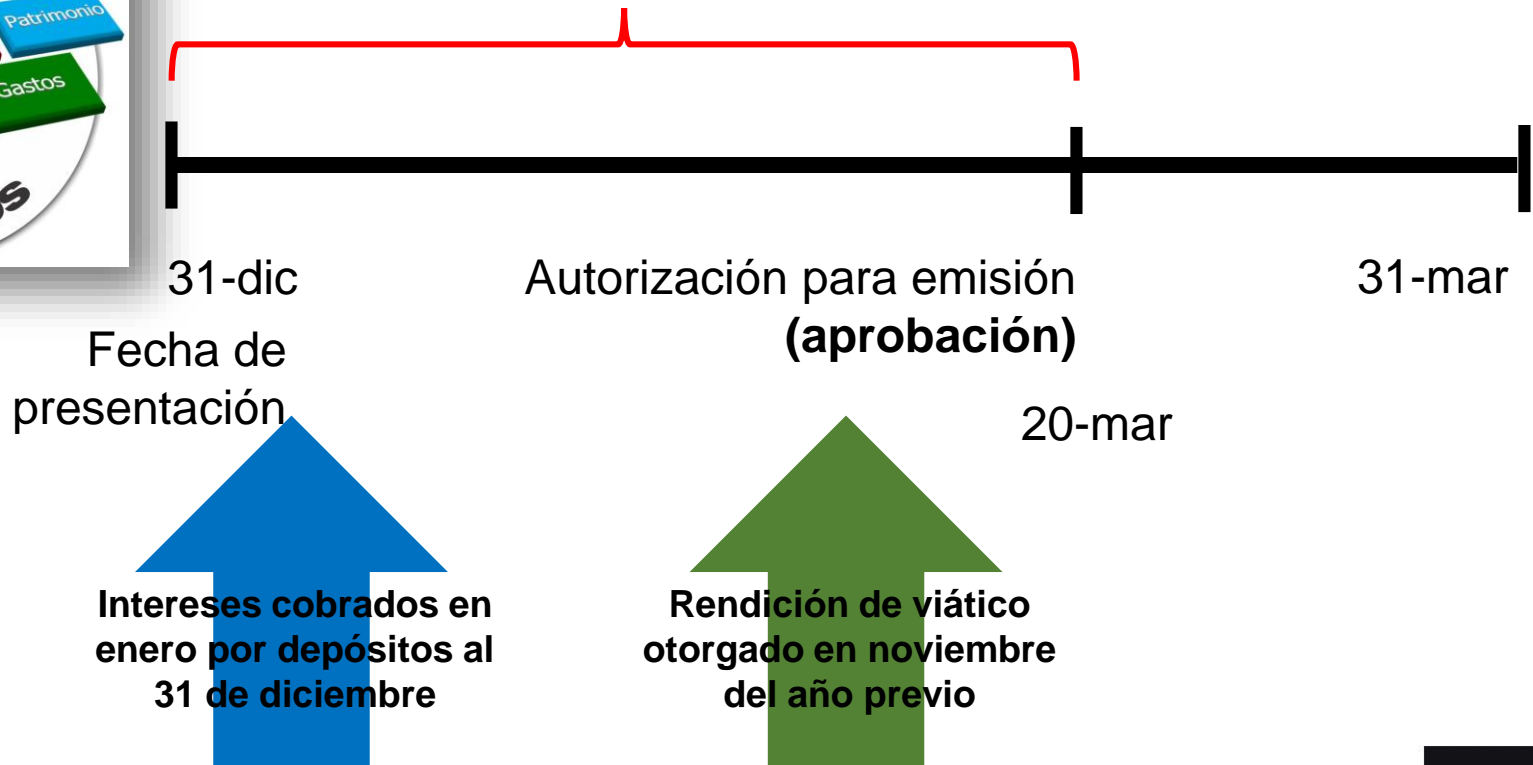 Patrimonio
Gastos
31-dic
Fecha de
presentación
Autorización para emisión
(aprobación)
20-mar
31-mar
Intereses cobrados en
enero por depósitos al
31 de diciembre
Rendición de viático
otorgado en noviembre
del año previo